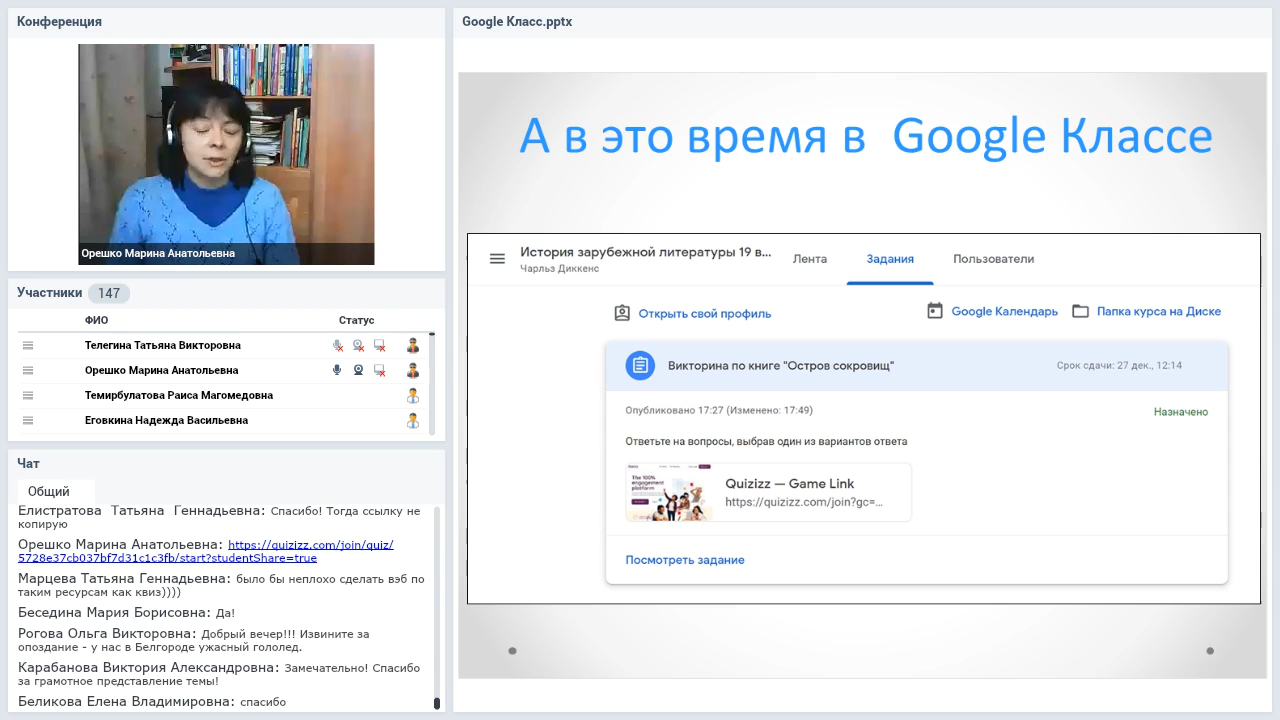 Конференция
Орешко Марина Анатольевна
Участники 147
ФИО Статус
Телегина Татьяна Викторовна
Орешко Марина Анатольевна
Темирбулатова Раиса Магомедовна
Еговкина Надежда Васильевна
Чат
Общий
Елистратова Татьяна Геннадьевна: Спасибо! Тогда ссылку не
копирую
Орешко Марина Анатольевна: https://quizizz.com/join/quiz/
5728e37cb037bf7d31c1c3fb/start?studentShare=true
Марцева Татьяна Геннадьевна: было бы неплохо сделать вэб по
таким ресурсам как квиз))))
Беседина Мария Борисовна: Да!
Рогова Ольга Викторовна: Добрый вечер!!! Извините за
опоздание - у нас в Белгороде ужасный гололед.
Карабанова Виктория Александровна: Замечательно! Спасибо
за грамотное представление темы!
Беликова Елена Владимировна: спасибо
Google Класс.pptx
А в это время в Google Классе
История зарубежной литературы 19 в...
Чарльз Диккенс
Лента Задания Пользователи
Открыть свой профиль Google Календарь Папка курса на Диске
Викторина по книге "Остров сокровищ" Срок сдачи: 27 дек., 12:14
Опубликовано 17:27 (Изменено: 17:49) Назначено
Ответьте на вопросы, выбрав один из вариантов ответа
The 100%
engagement
platform
Quizizz — Game Link
https://quizizz.com/join?gc=...
Посмотреть задание